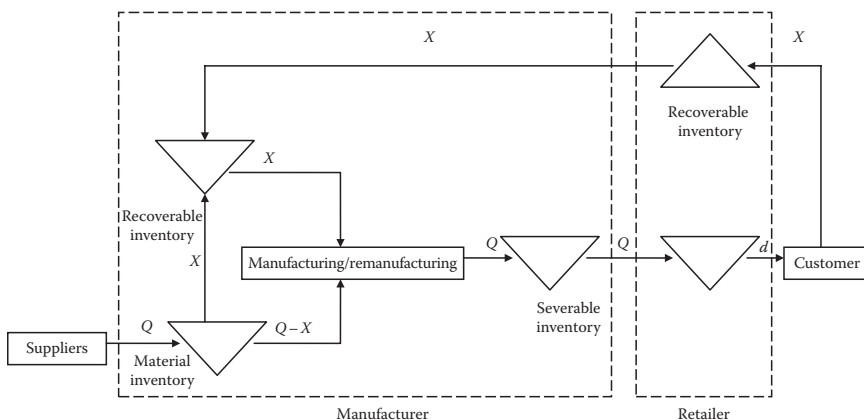 X
X
Recoverable
inventory
X
Recoverable
inventory
X
Manufacturing/remanufacturing
Q
Q
d
Customer
Severable
inventory
Q
Q – X
Suppliers
Material
inventory
Manufacturer
Retailer